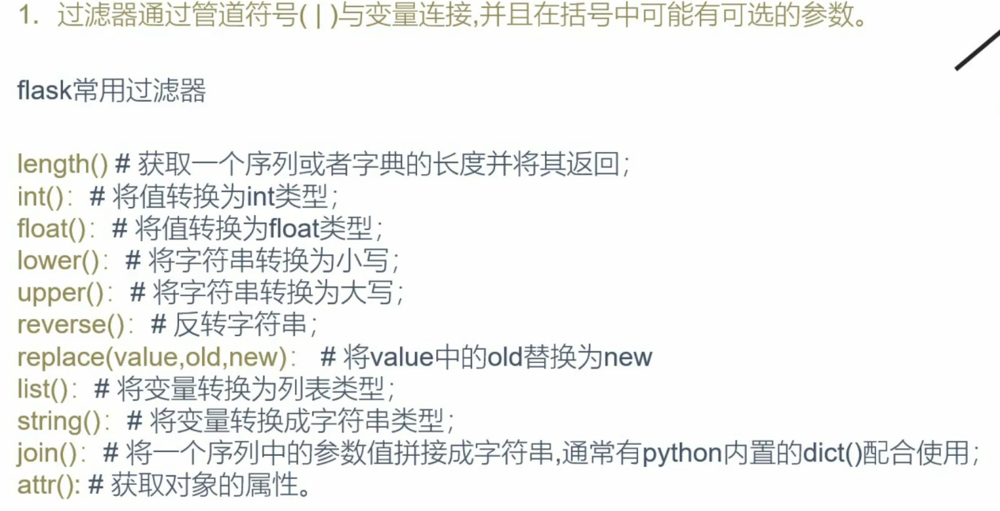 1. 过滤器通过管道符号( | )与变量连接,并且在括号中可能有可选的参数。
flask常用过滤器
length() # 获取一个序列或者字典的长度并将其返回；
int()：# 将值转换为int类型；
float()：# 将值转换为float类型；
lower()：# 将字符串转换为小写；
upper()：# 将字符串转换为大写；
reverse()：# 反转字符串；
replace(value,old,new)： # 将value中的old替换为new
list()：# 将变量转换为列表类型；
string()：# 将变量转换成字符串类型；
join()：# 将一个序列中的参数值拼接成字符串,通常有python内置的dict()配合使用；
attr(): # 获取对象的属性。